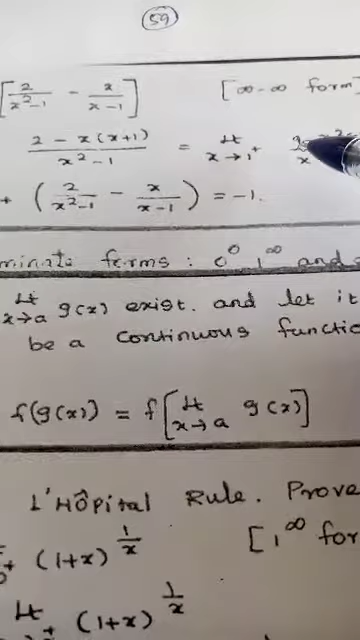 59
[2/(x²-1) - x/(x-1)] [∞-∞ form
(2 - x(x+1))/(x²-1) = lt x→1⁺
+ (2/(x²-1) - x/(x-1)) = -1.
forms : 0⁰ 1^∞ and
lt x→a g(x) exist. and let it
be a continuous
f(g(x)) = f[lt x→a g(x)]
L'Hôpital Rule. Prove
(1+x)^(1/x) [1^∞ for
lt (1+x)^(1/x)